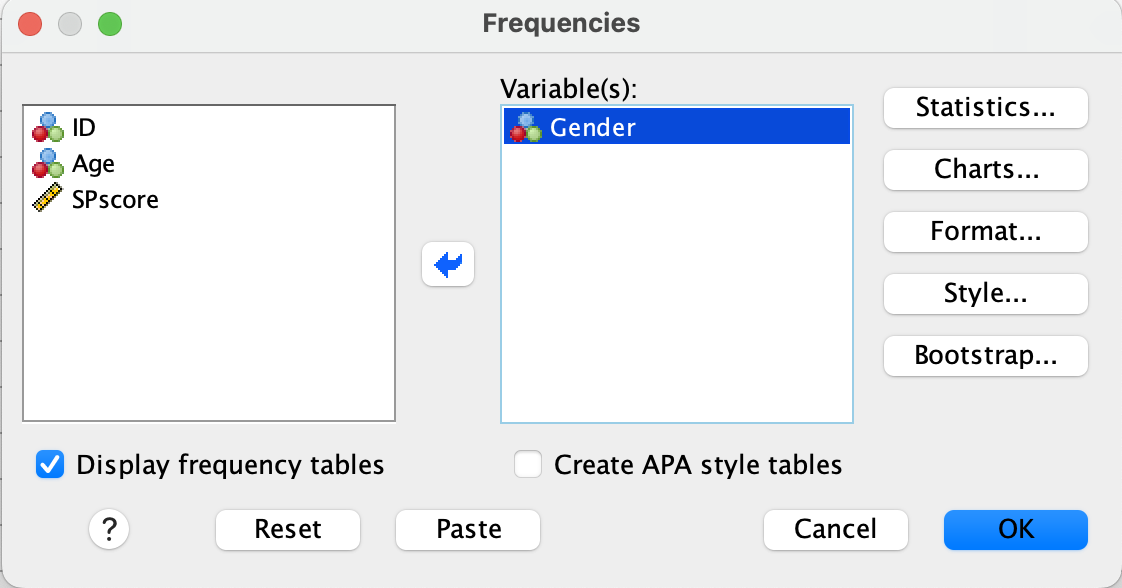 Frequencies
Variable(s):
ID
Age
SPscore
Gender
Statistics...
Charts...
Format...
Style...
Bootstrap...
Display frequency tables
Create APA style tables
?
Reset
Paste
Cancel
OK